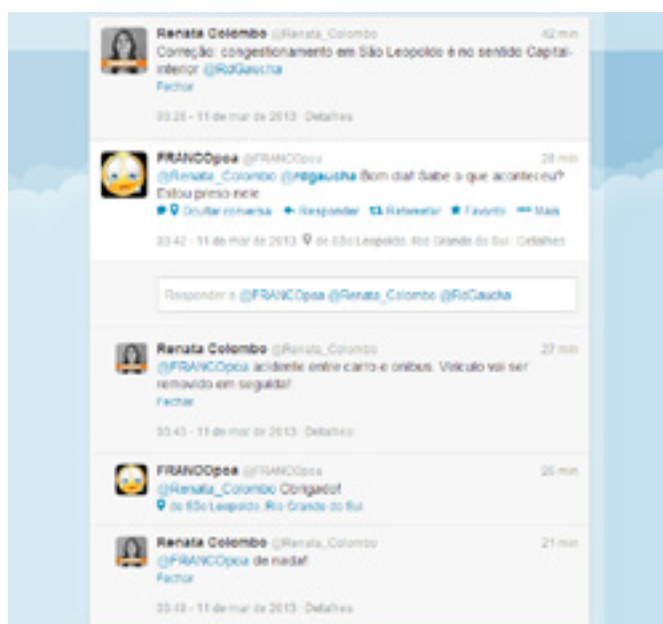 Renata Colombo @Renata_Colombo 42 min
Correção: congestionamento em São Leopoldo é no sentido Capital-
interior @RdGaucha
Fechar
03:28 - 11 de mar de 2013 · Detalhes
FRANCOpoa @FRANCOpoa 28 min
@Renata_Colombo @rdgaucha Bom dia! Sabe o que aconteceu?
Estou preso nele
Ocultar conversa Responder Retweetar Favorito Mais
03:42 - 11 de mar de 2013 de São Leopoldo, Rio Grande do Sul · Detalhes
Responder a @FRANCOpoa @Renata_Colombo @RdGaucha
Renata Colombo @Renata_Colombo 27 min
@FRANCOpoa acidente entre carro e onibus. Veículo vai ser
removido em seguida!
Fechar
03:43 - 11 de mar de 2013 · Detalhes
FRANCOpoa @FRANCOpoa 25 min
@Renata_Colombo Obrigado!
de São Leopoldo, Rio Grande do Sul
Renata Colombo @Renata_Colombo 21 min
@FRANCOpoa de nada!
Fechar
11 de mar de 2013 · Detalhes